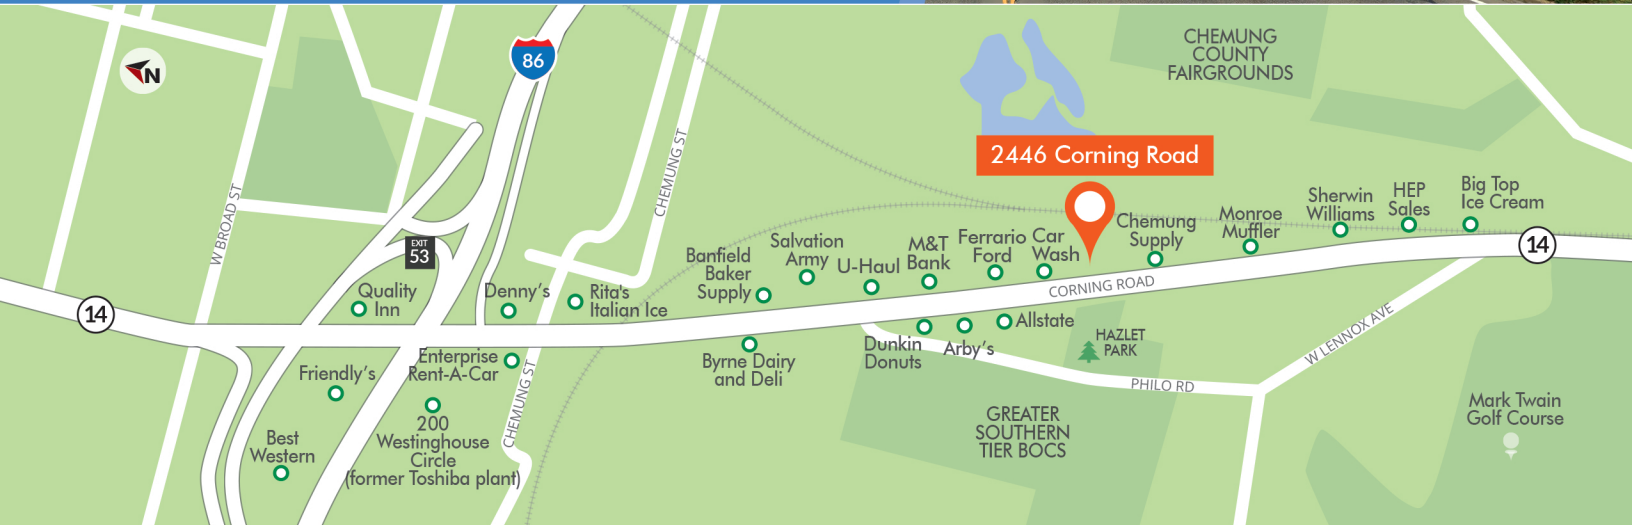 86
N
CHEMUNG
COUNTY
FAIRGROUNDS
2446 Corning Road
CHEMUNG ST
W BROAD ST
EXIT
53
14
Quality
Inn
Denny's
Rita's
Italian Ice
Banfield
Baker
Supply
Salvation
Army
U-Haul
M&T
Bank
Ferrario
Ford
Car
Wash
Chemung
Supply
Monroe
Muffler
Sherwin
Williams
HEP
Sales
Big Top
Ice Cream
14
CORNING ROAD
Friendly's
Enterprise
Rent-A-Car
Byrne Dairy
and Deli
Dunkin
Donuts
Arby's
Allstate
HAZLET
PARK
W LENNOX AVE
PHILO RD
Best
Western
200
Westinghouse
Circle
(former Toshiba plant)
CHEMUNG ST
GREATER
SOUTHERN
TIER BOCS
Mark Twain
Golf Course